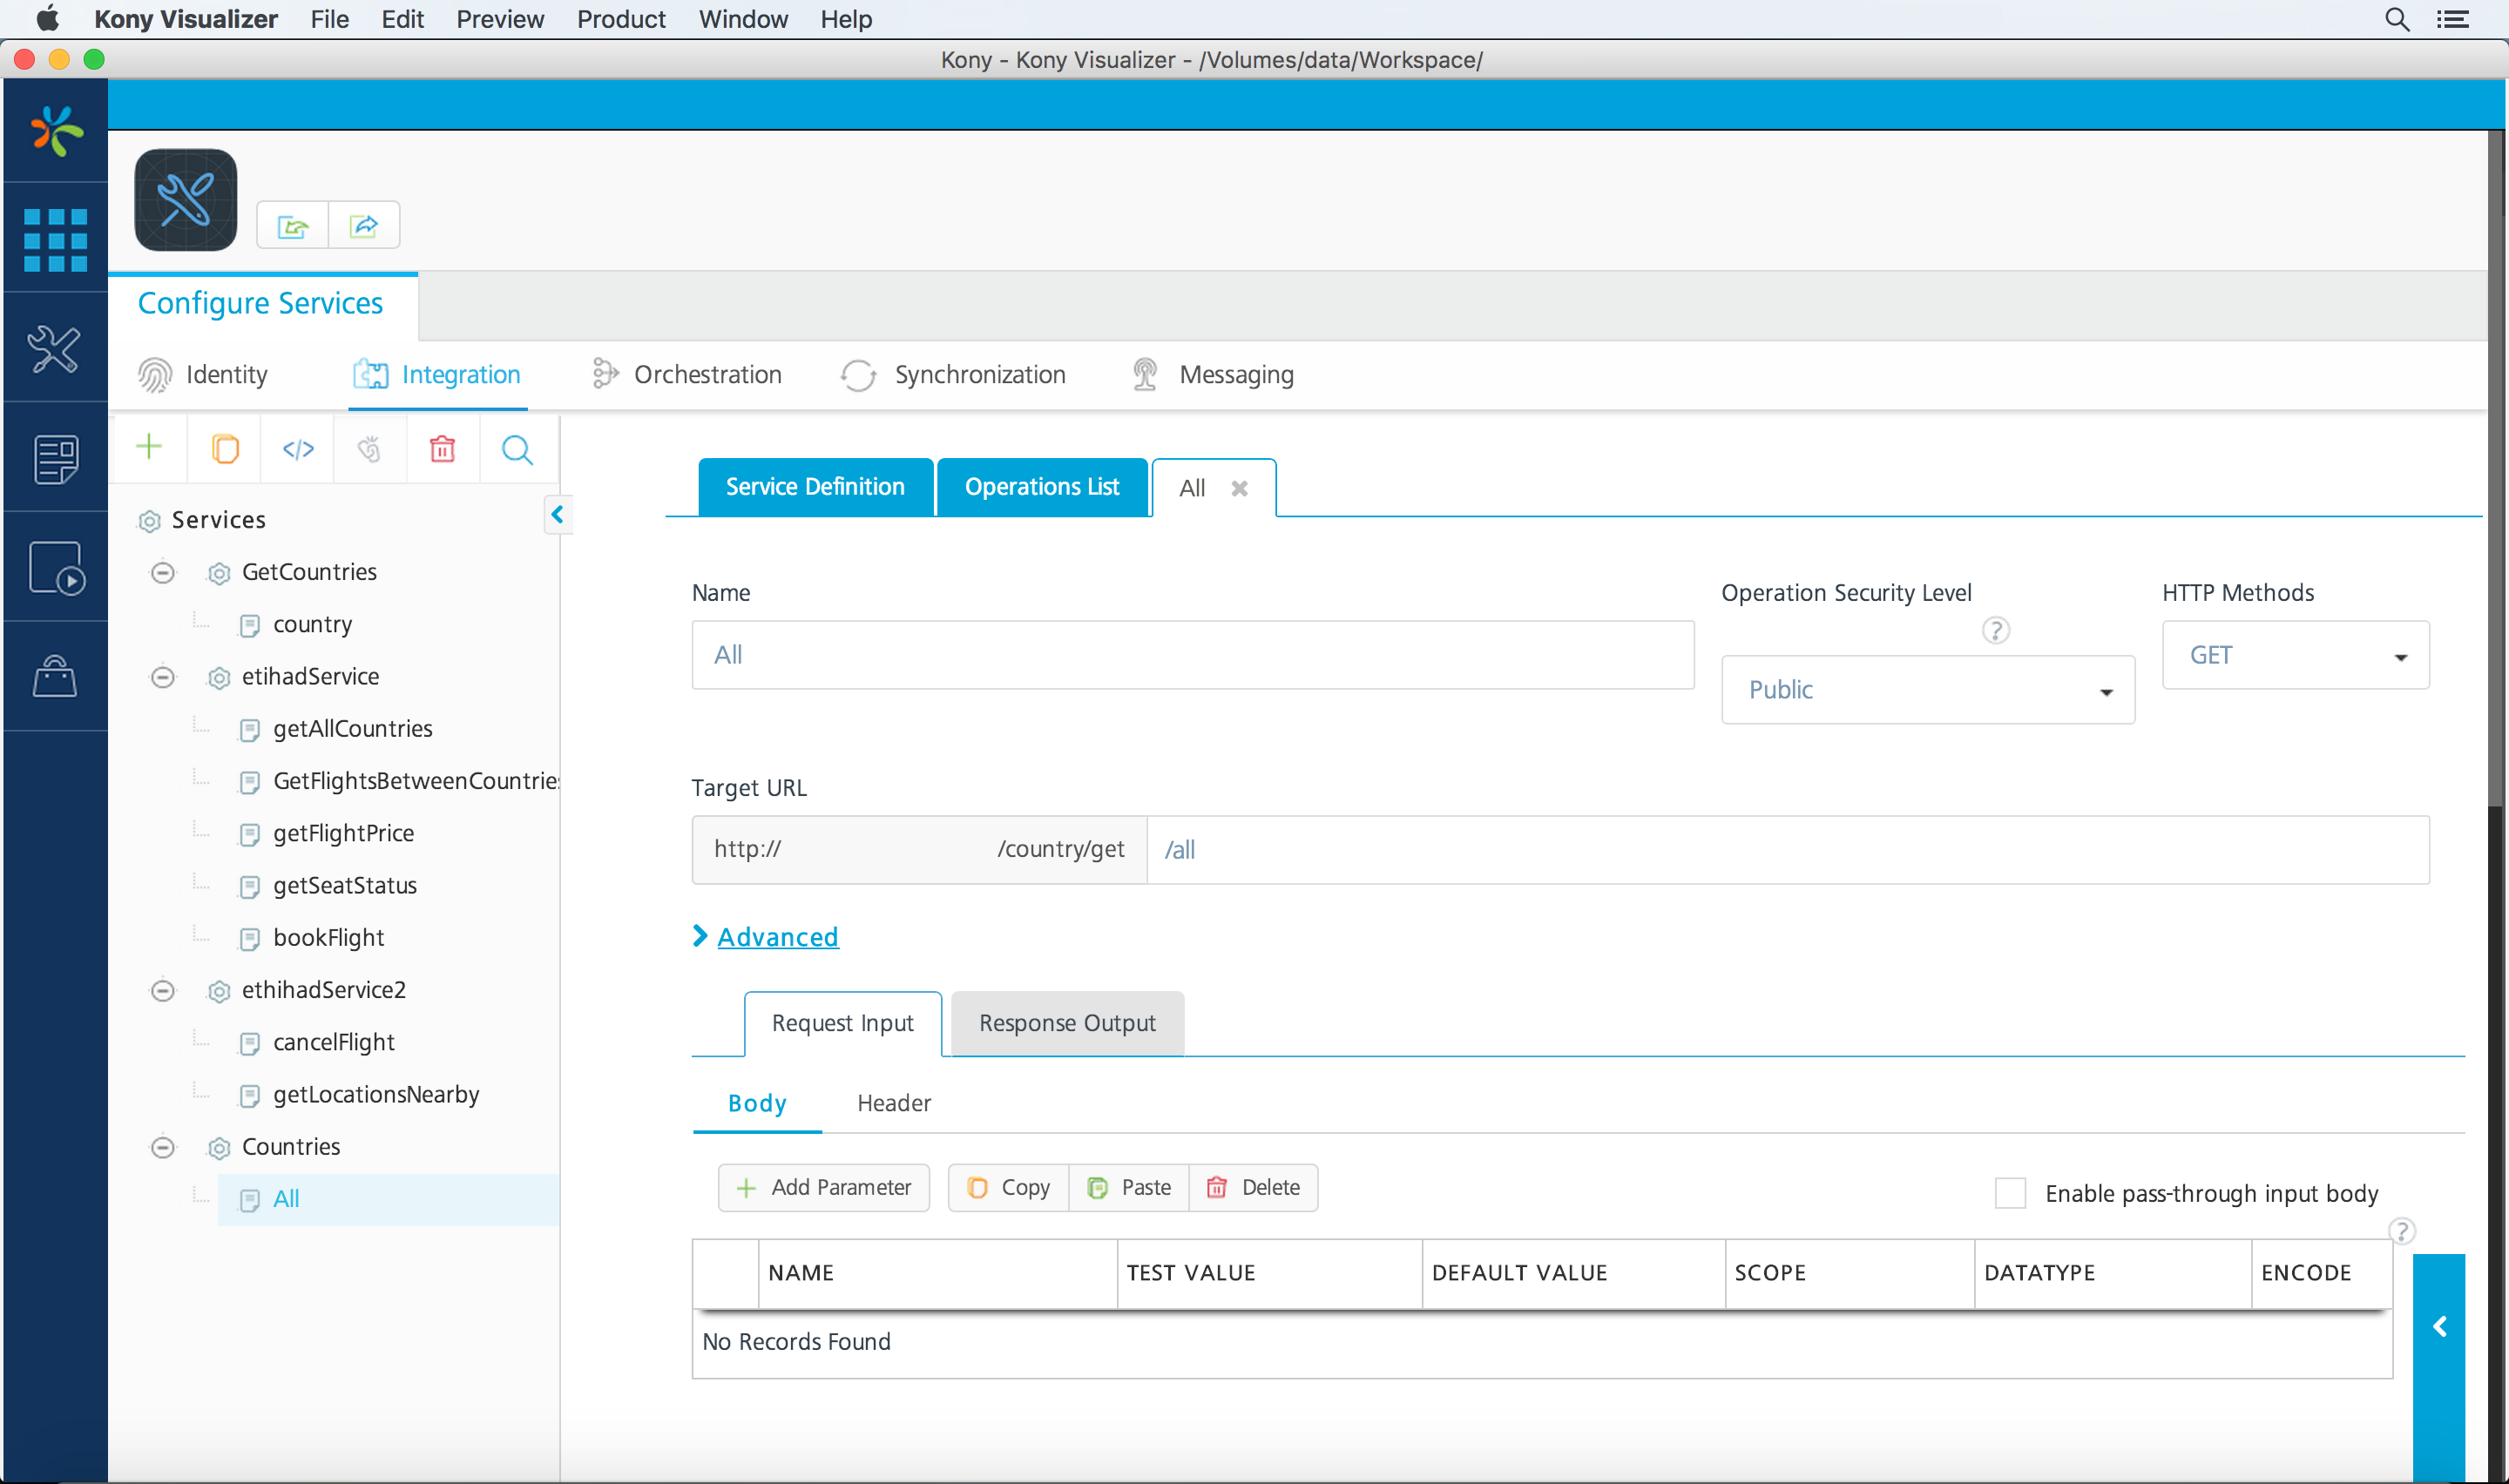 Kony Visualizer File Edit Preview Product Window Help
Kony - Kony Visualizer - /Volumes/data/Workspace/
Configure Services
Identity Integration Orchestration Synchronization Messaging
Service Definition Operations List All
Services
GetCountries
country
etihadService
getAllCountries
GetFlightsBetweenCountries
getFlightPrice
getSeatStatus
bookFlight
ethihadService2
cancelFlight
getLocationsNearby
Countries
All
Name
All
Operation Security Level
?
Public
HTTP Methods
GET
Target URL
http:// /country/get /all
Advanced
Request Input Response Output
Body Header
Add Parameter Copy Paste Delete
Enable pass-through input body
?
NAME TEST VALUE DEFAULT VALUE SCOPE DATATYPE ENCODE
No Records Found